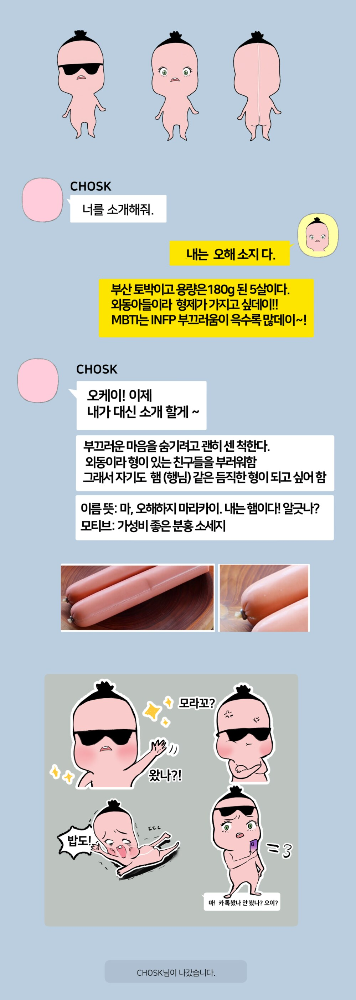 CHOSK
너를 소개해줘.
내는 오해 소지 다.
부산 토박이고 용량은180g 된 5살이다.
외동아들이라 형제가 가지고 싶데이!!
MBTI는 INFP 부끄러움이 윽수록 많데이~!
CHOSK
오케이! 이제
내가 대신 소개 할게 ~
부끄러운 마음을 숨기려고 괜히 센 척한다.
외동이라 형이 있는 친구들을 부러워함
그래서 자기도 햄 (행님) 같은 듬직한 형이 되고 싶어 함
이름 뜻: 마, 오해하지 마라카이. 내는 햄이다! 알긋나?
모티브: 가성비 좋은 분홍 소세지
모라꼬?
왔나?!
ㄷㄷㄷ
밥도!
=3
마! 카톡봤나 안 봤나? 으이?
CHOSK님이 나갔습니다.